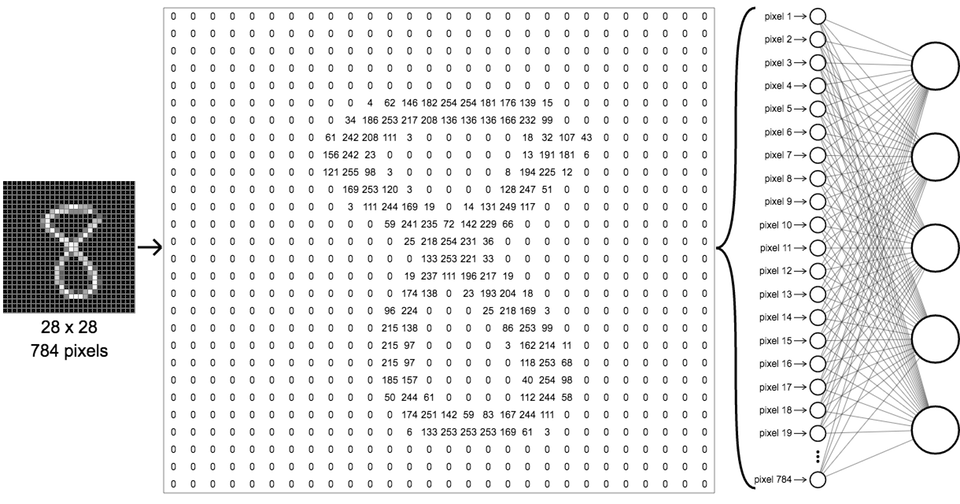 28 x 28
784 pixels
0 0 0 0 0 0 0 0 0 0 0 0 0 0 0 0 0 0 0 0 0 0 0 0 0 0 0 0
0 0 0 0 0 0 0 0 0 0 0 0 0 0 0 0 0 0 0 0 0 0 0 0 0 0 0 0
0 0 0 0 0 0 0 0 0 0 0 0 0 0 0 0 0 0 0 0 0 0 0 0 0 0 0 0
0 0 0 0 0 0 0 0 0 0 0 0 0 0 0 0 0 0 0 0 0 0 0 0 0 0 0 0
0 0 0 0 0 0 0 0 0 0 0 0 0 0 0 0 0 0 0 0 0 0 0 0 0 0 0 0
0 0 0 0 0 0 0 0 0 0 4 62 146 182 254 254 181 176 139 15 0 0 0 0 0 0 0 0
0 0 0 0 0 0 0 0 0 34 186 253 217 208 136 136 136 166 232 99 0 0 0 0 0 0 0 0
0 0 0 0 0 0 0 0 61 242 208 111 3 0 0 0 0 0 18 32 107 43 0 0 0 0 0 0
0 0 0 0 0 0 0 0 156 242 23 0 0 0 0 0 0 0 13 191 181 6 0 0 0 0 0 0
0 0 0 0 0 0 0 0 121 255 98 3 0 0 0 0 0 8 194 225 12 0 0 0 0 0 0 0
0 0 0 0 0 0 0 0 0 169 253 120 3 0 0 0 0 128 247 51 0 0 0 0 0 0 0 0
0 0 0 0 0 0 0 0 0 3 111 244 169 19 0 14 131 249 117 0 0 0 0 0 0 0 0 0
0 0 0 0 0 0 0 0 0 0 0 59 241 235 72 142 229 66 0 0 0 0 0 0 0 0 0 0
0 0 0 0 0 0 0 0 0 0 0 0 25 218 254 231 36 0 0 0 0 0 0 0 0 0 0 0
0 0 0 0 0 0 0 0 0 0 0 0 0 133 253 221 33 0 0 0 0 0 0 0 0 0 0 0
0 0 0 0 0 0 0 0 0 0 0 0 19 237 111 196 217 19 0 0 0 0 0 0 0 0 0 0
0 0 0 0 0 0 0 0 0 0 0 0 174 138 0 23 193 204 18 0 0 0 0 0 0 0 0 0
0 0 0 0 0 0 0 0 0 0 0 96 224 0 0 0 25 218 169 3 0 0 0 0 0 0 0 0
0 0 0 0 0 0 0 0 0 0 0 215 138 0 0 0 0 86 253 99 0 0 0 0 0 0 0 0
0 0 0 0 0 0 0 0 0 0 0 215 97 0 0 0 0 3 162 214 11 0 0 0 0 0 0 0
0 0 0 0 0 0 0 0 0 0 0 215 97 0 0 0 0 0 118 253 68 0 0 0 0 0 0 0
0 0 0 0 0 0 0 0 0 0 0 185 157 0 0 0 0 0 40 254 98 0 0 0 0 0 0 0
0 0 0 0 0 0 0 0 0 0 0 50 244 61 0 0 0 0 112 244 58 0 0 0 0 0 0 0
0 0 0 0 0 0 0 0 0 0 0 0 174 251 142 59 83 167 244 111 0 0 0 0 0 0 0 0
0 0 0 0 0 0 0 0 0 0 0 0 6 133 253 253 253 169 61 3 0 0 0 0 0 0 0 0
0 0 0 0 0 0 0 0 0 0 0 0 0 0 0 0 0 0 0 0 0 0 0 0 0 0 0 0
0 0 0 0 0 0 0 0 0 0 0 0 0 0 0 0 0 0 0 0 0 0 0 0 0 0 0 0
0 0 0 0 0 0 0 0 0 0 0 0 0 0 0 0 0 0 0 0 0 0 0 0 0 0 0 0
pixel 1
pixel 2
pixel 3
pixel 4
pixel 5
pixel 6
pixel 7
pixel 8
pixel 9
pixel 10
pixel 11
pixel 12
pixel 13
pixel 14
pixel 15
pixel 16
pixel 17
pixel 18
pixel 19
pixel 784